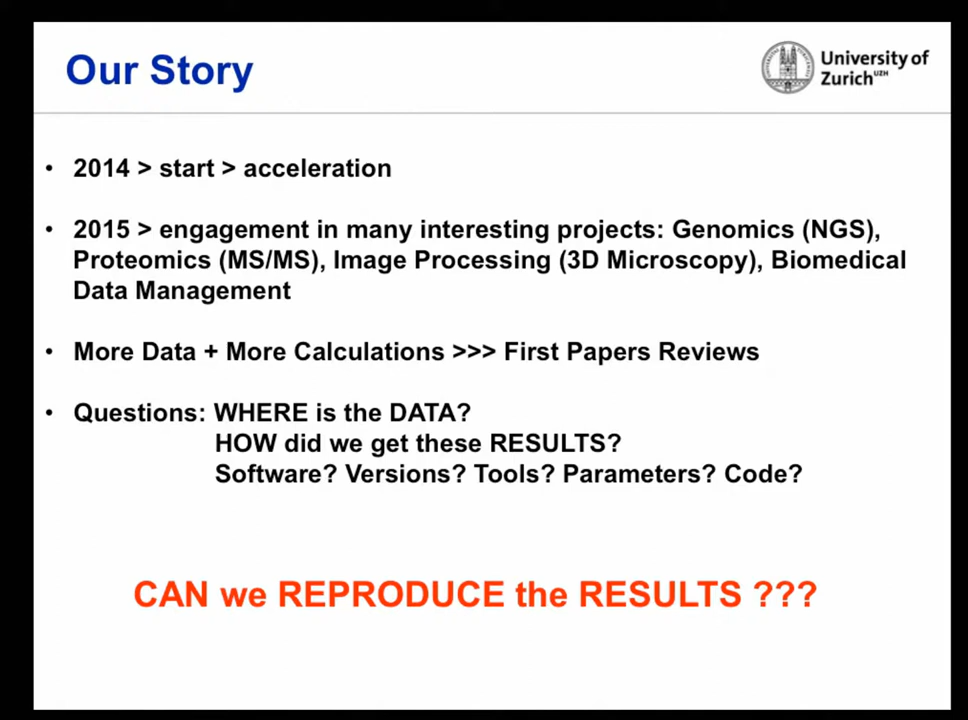 Our Story
University of
Zurich UZH
• 2014 > start > acceleration
• 2015 > engagement in many interesting projects: Genomics (NGS),
Proteomics (MS/MS), Image Processing (3D Microscopy), Biomedical
Data Management
• More Data + More Calculations >>> First Papers Reviews
• Questions: WHERE is the DATA?
HOW did we get these RESULTS?
Software? Versions? Tools? Parameters? Code?
CAN we REPRODUCE the RESULTS ???